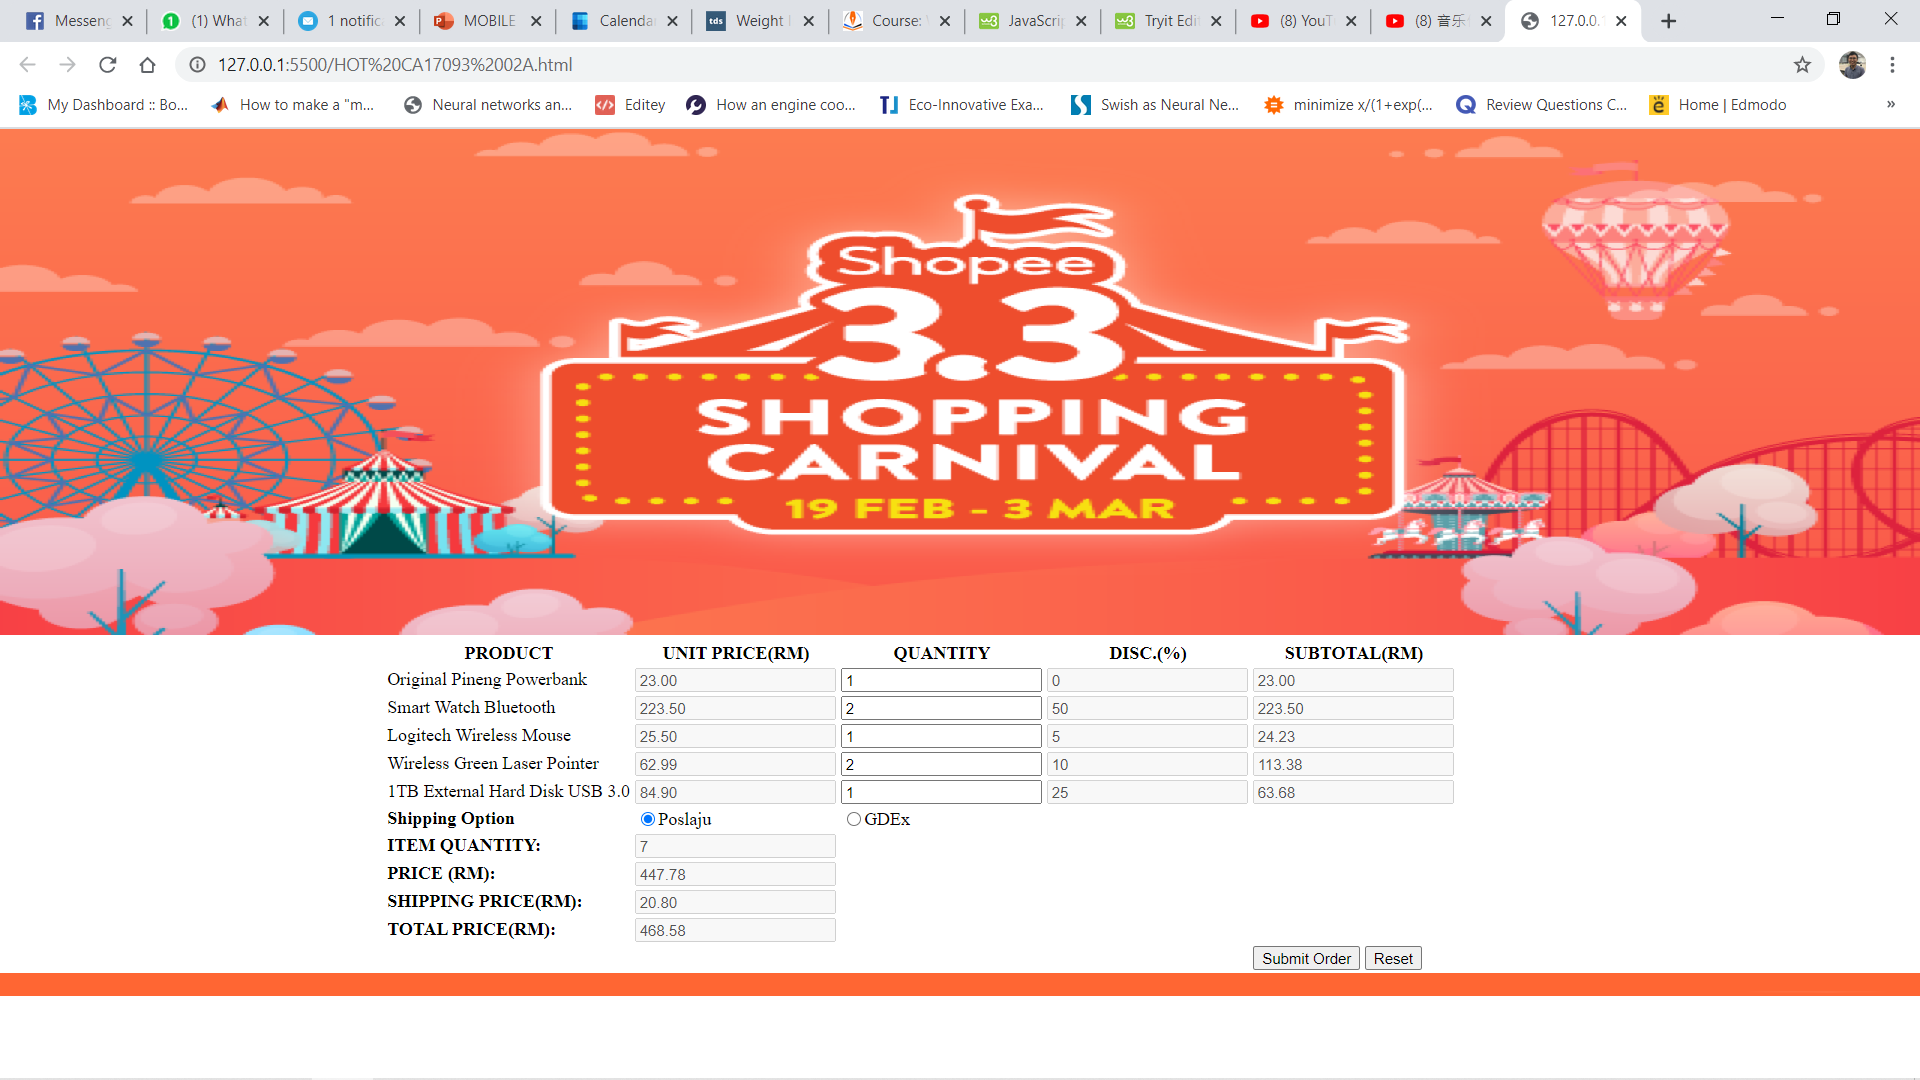 Messeng (1) What 1 notific MOBILE Calenda Weight Course: JavaScrip Tryit Edi (8) YouT (8) 音乐 127.0.0.
127.0.0.1:5500/HOT%20CA17093%2002A.html
My Dashboard :: Bo... How to make a "m... Neural networks an... Editey How an engine coo... Eco-Innovative Exa... Swish as Neural Ne... minimize x/(1+exp(... Review Questions C... Home | Edmodo »
Shopee
3.3
SHOPPING
CARNIVAL
19 FEB - 3 MAR
PRODUCT UNIT PRICE(RM) QUANTITY DISC.(%) SUBTOTAL(RM)
Original Pineng Powerbank 23.00 1 0 23.00
Smart Watch Bluetooth 223.50 2 50 223.50
Logitech Wireless Mouse 25.50 1 5 24.23
Wireless Green Laser Pointer 62.99 2 10 113.38
1TB External Hard Disk USB 3.0 84.90 1 25 63.68
Shipping Option Poslaju GDEx
ITEM QUANTITY: 7
PRICE (RM): 447.78
SHIPPING PRICE(RM): 20.80
TOTAL PRICE(RM): 468.58
Submit Order Reset